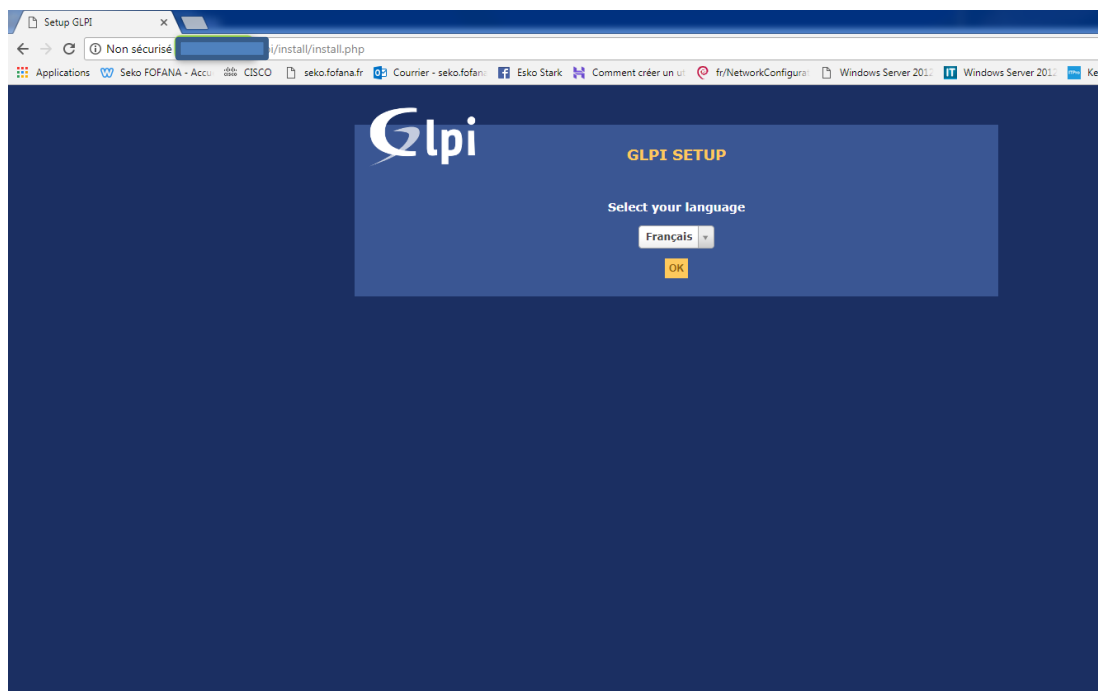 Setup GLPI
Non sécurisé i/install/install.php
Applications Seko FOFANA - Accu CISCO seko.fofana.fr Courrier - seko.fofan Esko Stark Comment créer un ut fr/NetworkConfigurat Windows Server 2012 Windows Server 2012 Ke
Glpi
GLPI SETUP
Select your language
Français
OK